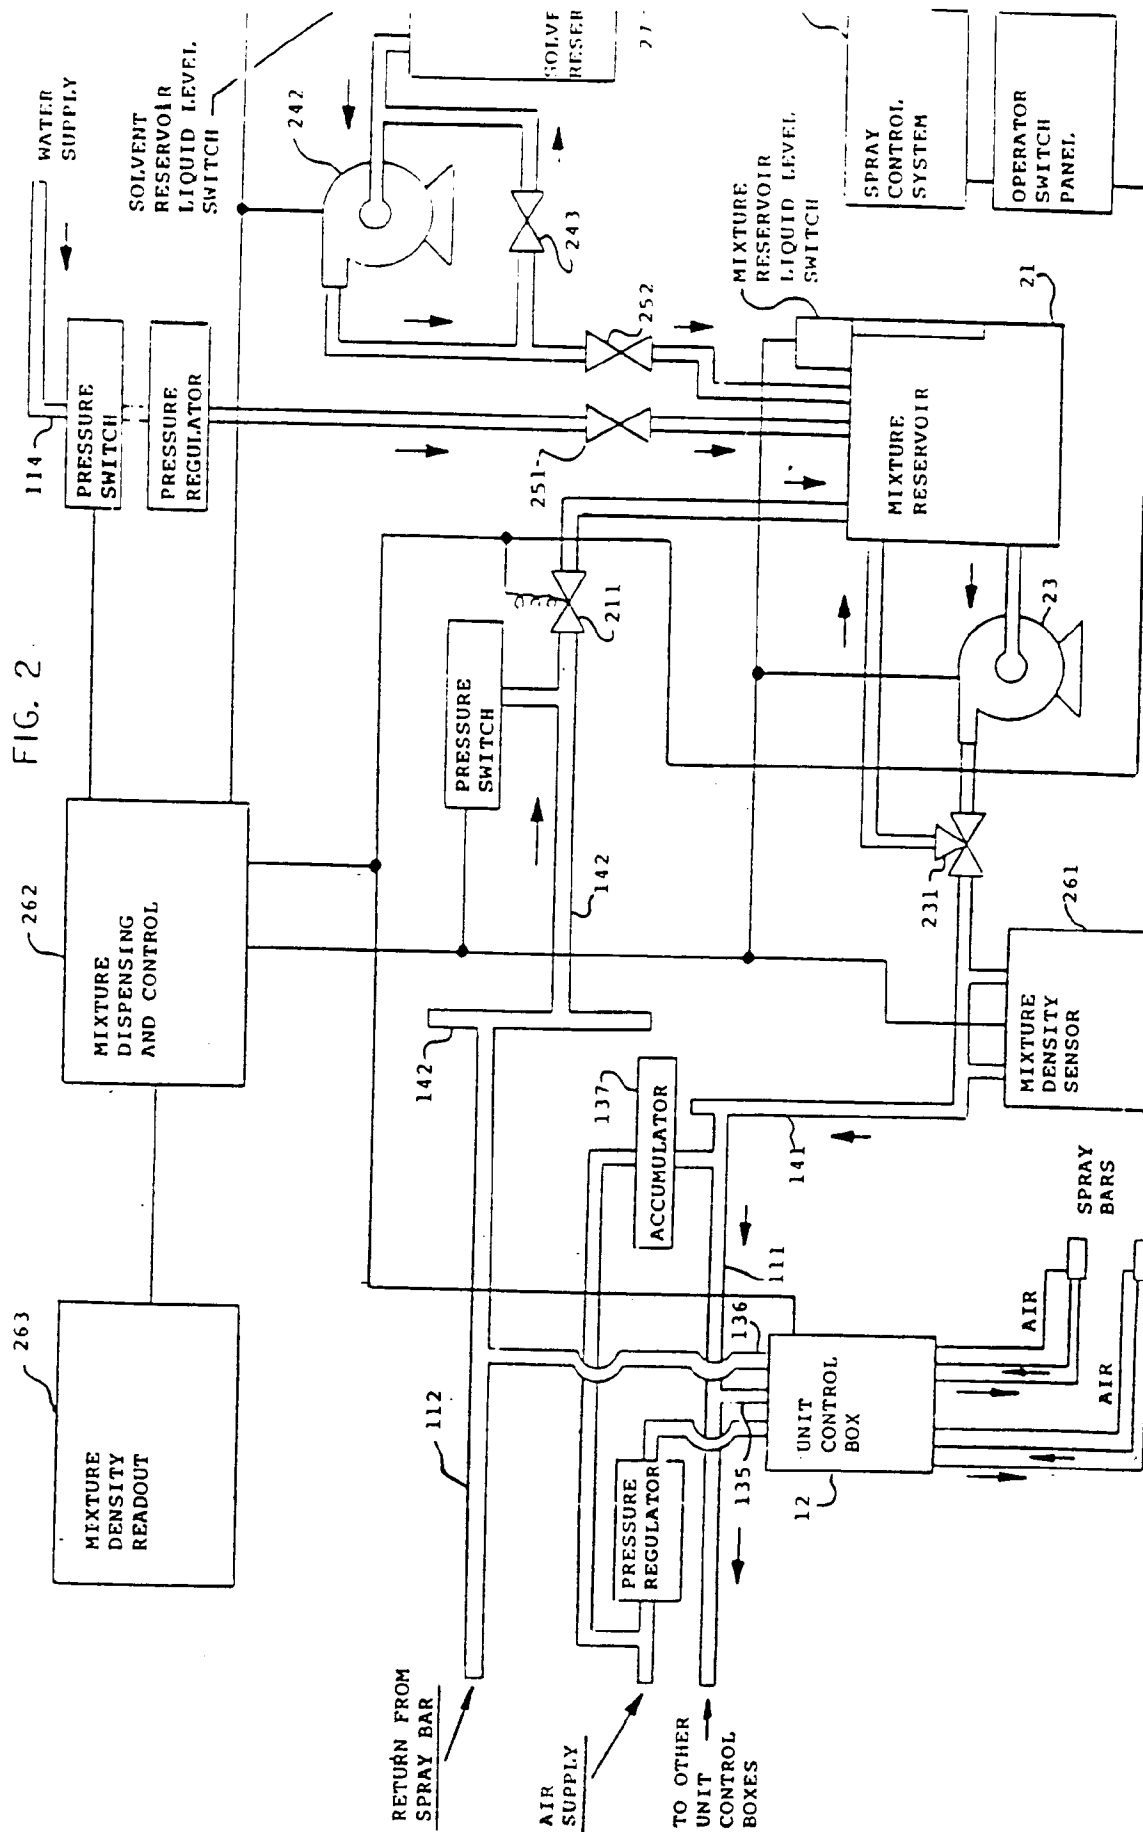 FIG. 2
263
MIXTURE
DENSITY
READOUT
262
MIXTURE
DISPENSING
AND CONTROL
114
WATER
SUPPLY
PRESSURE
SWITCH
PRESSURE
REGULATOR
SOLVENT
RESERVOIR
LIQUID LEVEL
SWITCH
242
243
252
251
RETURN FROM
SPRAY BAR
112
142
142
PRESSURE
SWITCH
211
AIR
SUPPLY
PRESSURE
REGULATOR
137
ACCUMULATOR
TO OTHER
UNIT
CONTROL
BOXES
135
136
111
141
12
UNIT
CONTROL
BOX
AIR
AIR
SPRAY
BARS
MIXTURE
DENSITY
SENSOR
261
231
23
MIXTURE
RESERVOIR
21
MIXTURE
RESERVOIR
LIQUID LEVEL
SWITCH
SPRAY
CONTROL
SYSTEM
OPERATOR
SWITCH
PANEL